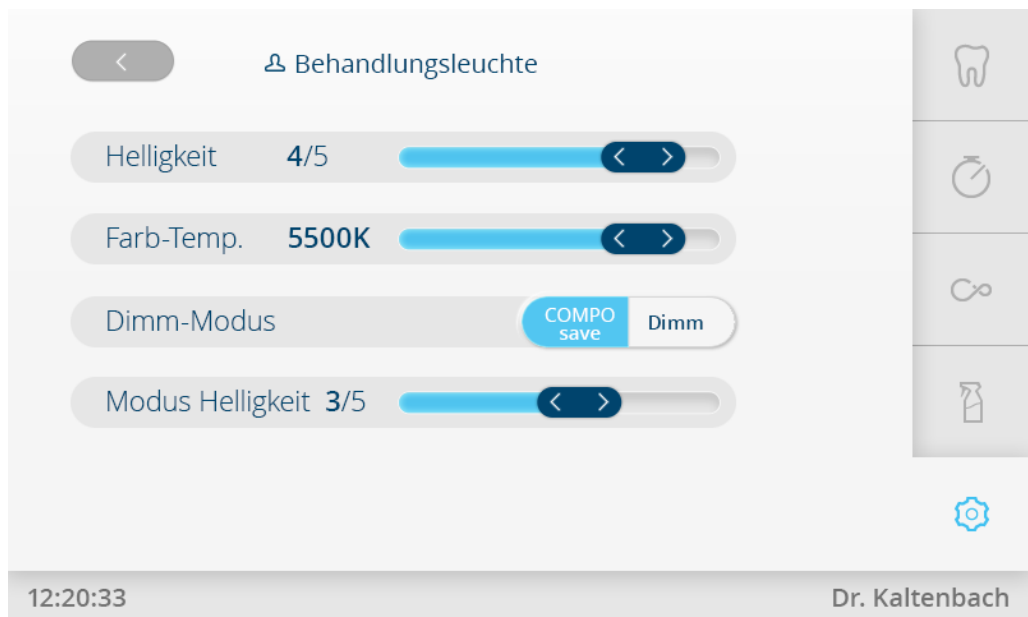 Behandlungsleuchte
Helligkeit 4/5
Farb-Temp. 5500K
Dimm-Modus COMPO save Dimm
Modus Helligkeit 3/5
12:20:33 Dr. Kaltenbach